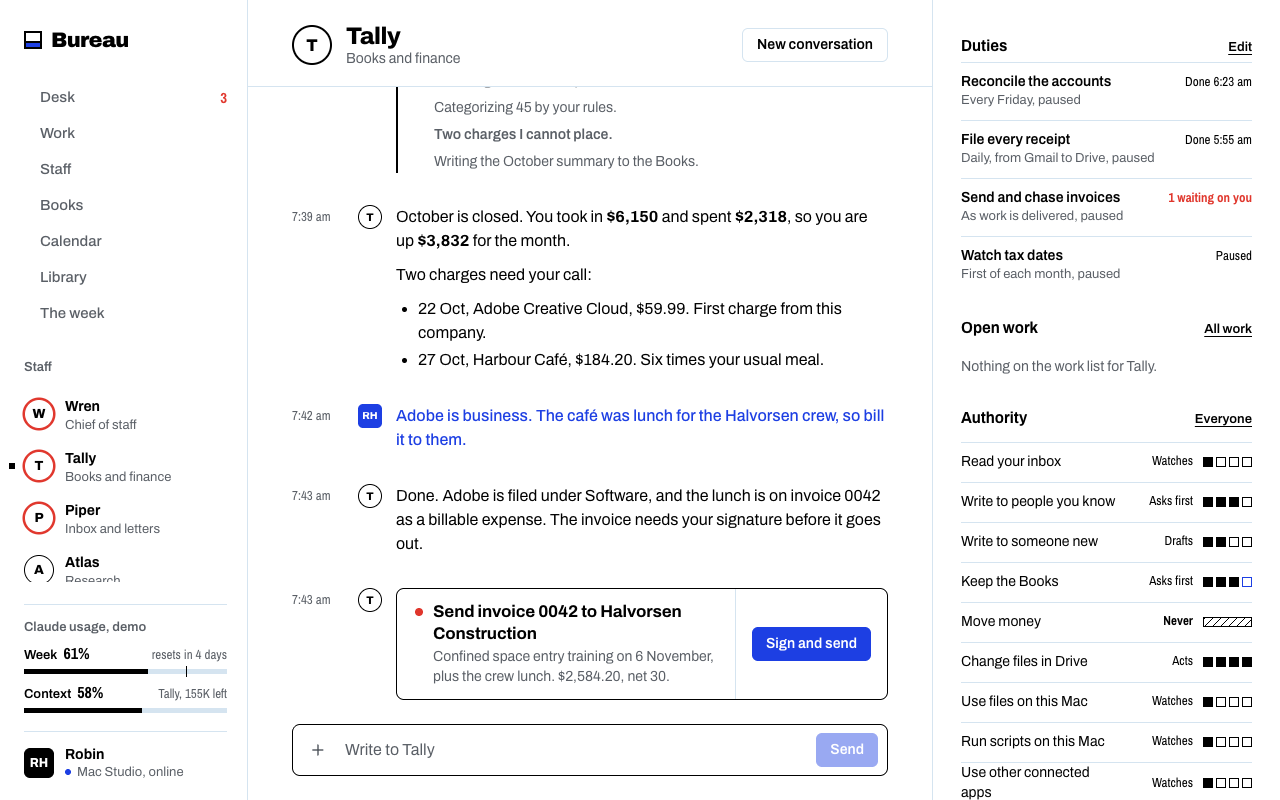 Bureau
Desk
3
Work
Staff
Books
Calendar
Library
The week
Staff
W
Wren
Chief of staff
T
Tally
Books and finance
P
Piper
Inbox and letters
A
Atlas
Research
Claude usage, demo
Week 61%
resets in 4 days
Context 58%
Tally, 155K left
RH
Robin
Mac Studio, online
T
Tally
Books and finance
New conversation
Categorizing 45 by your rules.
Two charges I cannot place.
Writing the October summary to the Books.
7:39 am
T
October is closed. You took in $6,150 and spent $2,318, so you are
up $3,832 for the month.
Two charges need your call:
• 22 Oct, Adobe Creative Cloud, $59.99. First charge from this
company.
• 27 Oct, Harbour Café, $184.20. Six times your usual meal.
7:42 am
RH
Adobe is business. The café was lunch for the Halvorsen crew, so bill
it to them.
7:43 am
T
Done. Adobe is filed under Software, and the lunch is on invoice 0042
as a billable expense. The invoice needs your signature before it goes
out.
7:43 am
T
Send invoice 0042 to Halvorsen
Construction
Confined space entry training on 6 November,
plus the crew lunch. $2,584.20, net 30.
Sign and send
Write to Tally
Send
Duties
Edit
Reconcile the accounts
Done 6:23 am
Every Friday, paused
File every receipt
Done 5:55 am
Daily, from Gmail to Drive, paused
Send and chase invoices
1 waiting on you
As work is delivered, paused
Watch tax dates
Paused
First of each month, paused
Open work
All work
Nothing on the work list for Tally.
Authority
Everyone
Read your inbox
Watches
Write to people you know
Asks first
Write to someone new
Drafts
Keep the Books
Asks first
Move money
Never
Change files in Drive
Acts
Use files on this Mac
Watches
Run scripts on this Mac
Watches
Use other connected
apps
Watches